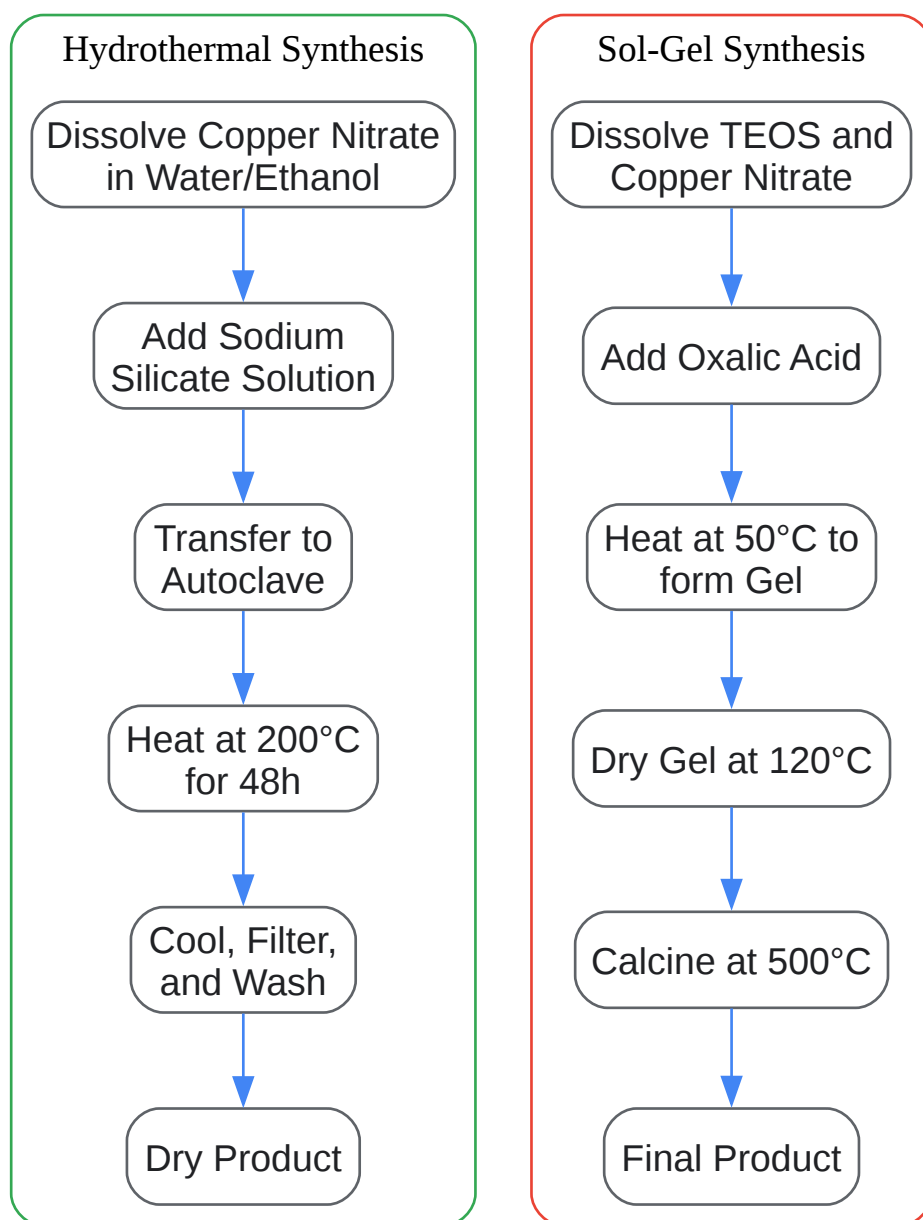 Hydrothermal Synthesis
Dissolve Copper Nitrate
in Water/Ethanol
Add Sodium
Silicate Solution
Transfer to
Autoclave
Heat at 200°C
for 48h
Cool, Filter,
and Wash
Dry Product
Sol-Gel Synthesis
Dissolve TEOS and
Copper Nitrate
Add Oxalic Acid
Heat at 50°C to
form Gel
Dry Gel at 120°C
Calcine at 500°C
Final Product